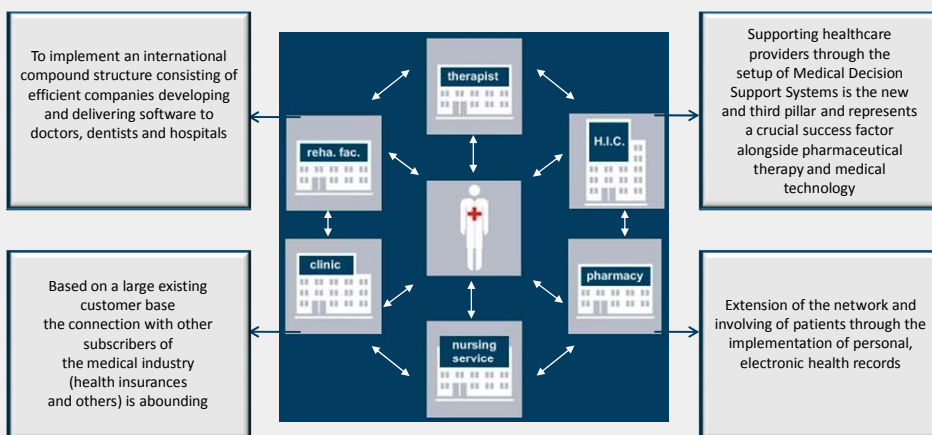 To implement an international
compound structure consisting of
efficient companies developing
and delivering software to
doctors, dentists and hospitals
therapist
Supporting healthcare
providers through the
setup of Medical Decision
Support Systems is the new
and third pillar and represents
a crucial success factor
alongside pharmaceutical
therapy and medical
technology
reha. fac.
H.I.C.
clinic
pharmacy
nursing
service
Based on a large existing
customer base
the connection with other
subscribers of
the medical industry
(health insurances
and others) is abounding
Extension of the network and
involving of patients through the
implementation of personal,
electronic health records